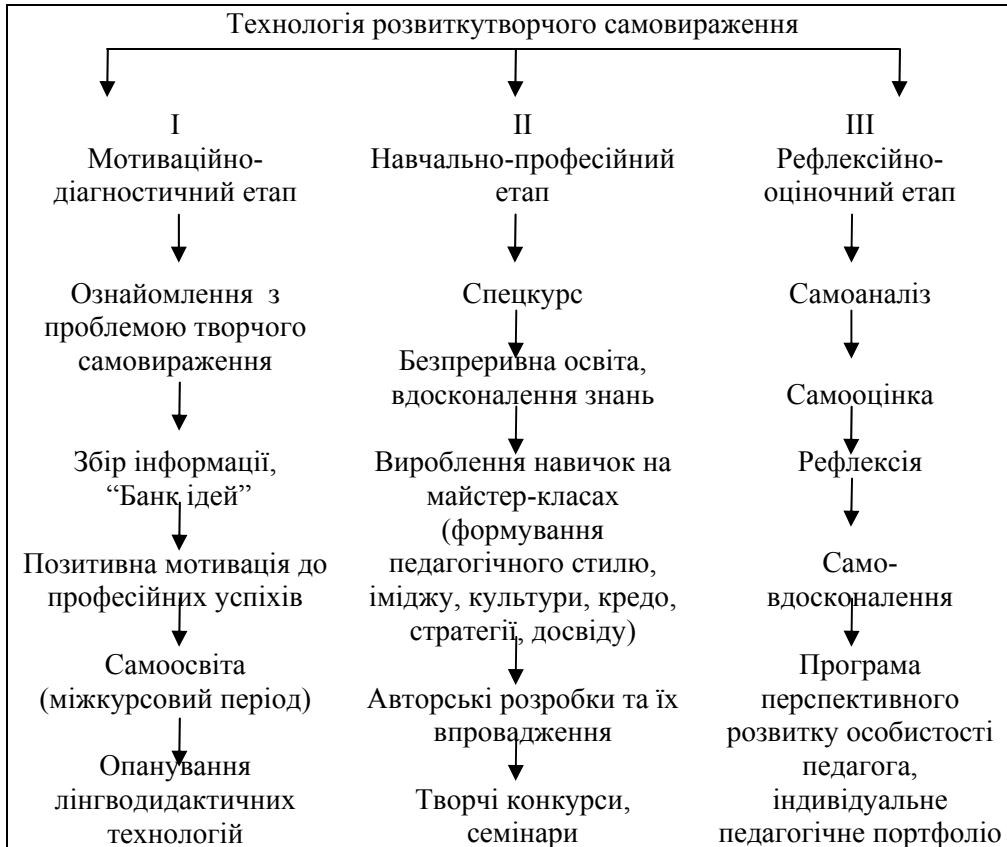 Технологія розвиткутворчого самовираження
I
Мотиваційно-
діагностичний етап
Ознайомлення з
проблемою творчого
самовираження
Збір інформації,
“Банк ідей”
Позитивна мотивація до
професійних успіхів
Самоосвіта
(міжкурсовий період)
Опанування
лінгводидактичних
технологій
II
Навчально-професійний
етап
Спецкурс
Безпреривна освіта,
вдосконалення знань
Вироблення навичок на
майстер-класах
(формування
педагогічного стилю,
іміджу, культури, кредо,
стратегії, досвіду)
Авторські розробки та їх
впровадження
Творчі конкурси,
семінари
III
Рефлексійно-
оціночний етап
Самоаналіз
Самооцінка
Рефлексія
Само-
вдосконалення
Програма
перспективного
розвитку особистості
педагога,
індивідуальне
педагогічне портфоліо